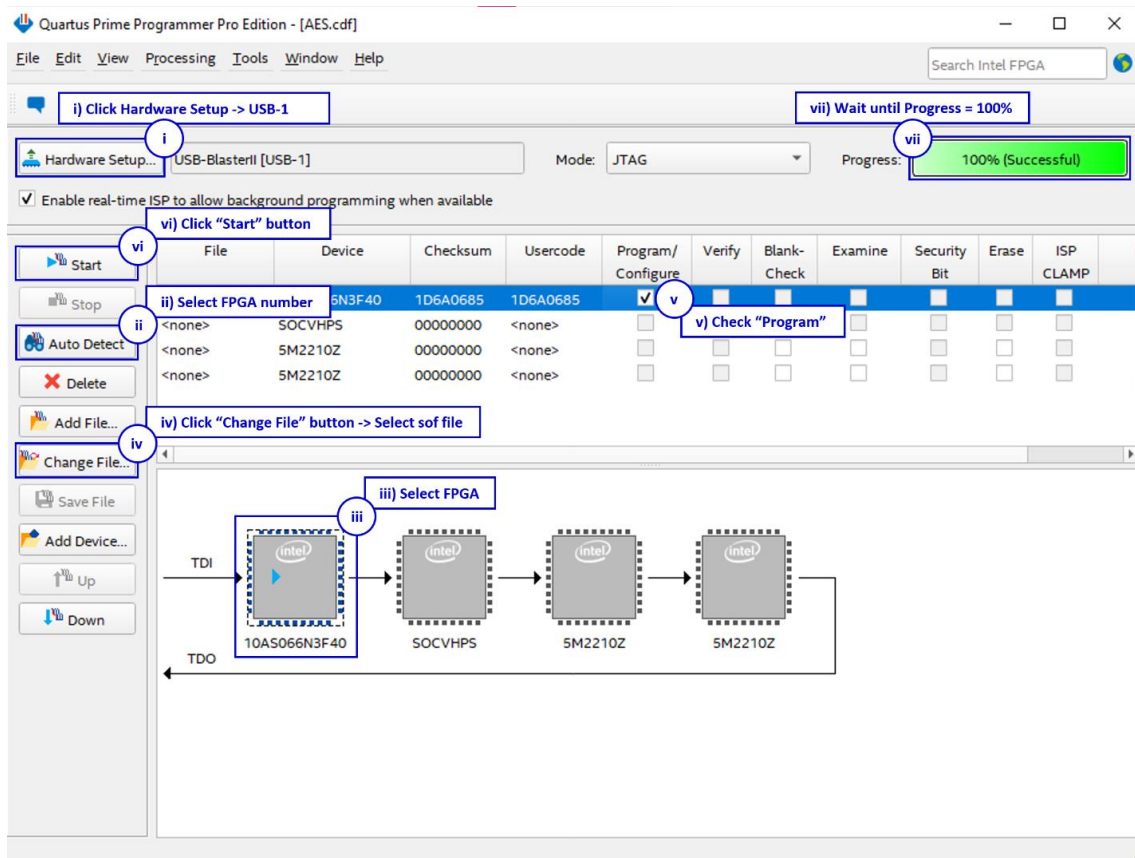 Quartus Prime Programmer Pro Edition - [AES.cdf]
File Edit View Processing Tools Window Help
Search Intel FPGA
i) Click Hardware Setup -> USB-1
vii) Wait until Progress = 100%
i
vii
Hardware Setup... USB-BlasterII [USB-1] Mode: JTAG Progress: 100% (Successful)
Enable real-time ISP to allow background programming when available
vi) Click “Start” button
vi
Start
Stop
Auto Detect
Delete
Add File...
Change File...
Save File
Add Device...
Up
Down
File Device Checksum Usercode Program/ Configure Verify Blank- Check Examine Security Bit Erase ISP CLAMP
ii) Select FPGA number
ii
6N3F40 1D6A0685 1D6A0685
v
v) Check “Program”
<none> SOCVHPS 00000000 <none>
<none> 5M2210Z 00000000 <none>
<none> 5M2210Z 00000000 <none>
iv) Click “Change File” button -> Select sof file
iv
iii) Select FPGA
iii
TDI
intel
intel
intel
intel
10AS066N3F40 SOCVHPS 5M2210Z 5M2210Z
TDO